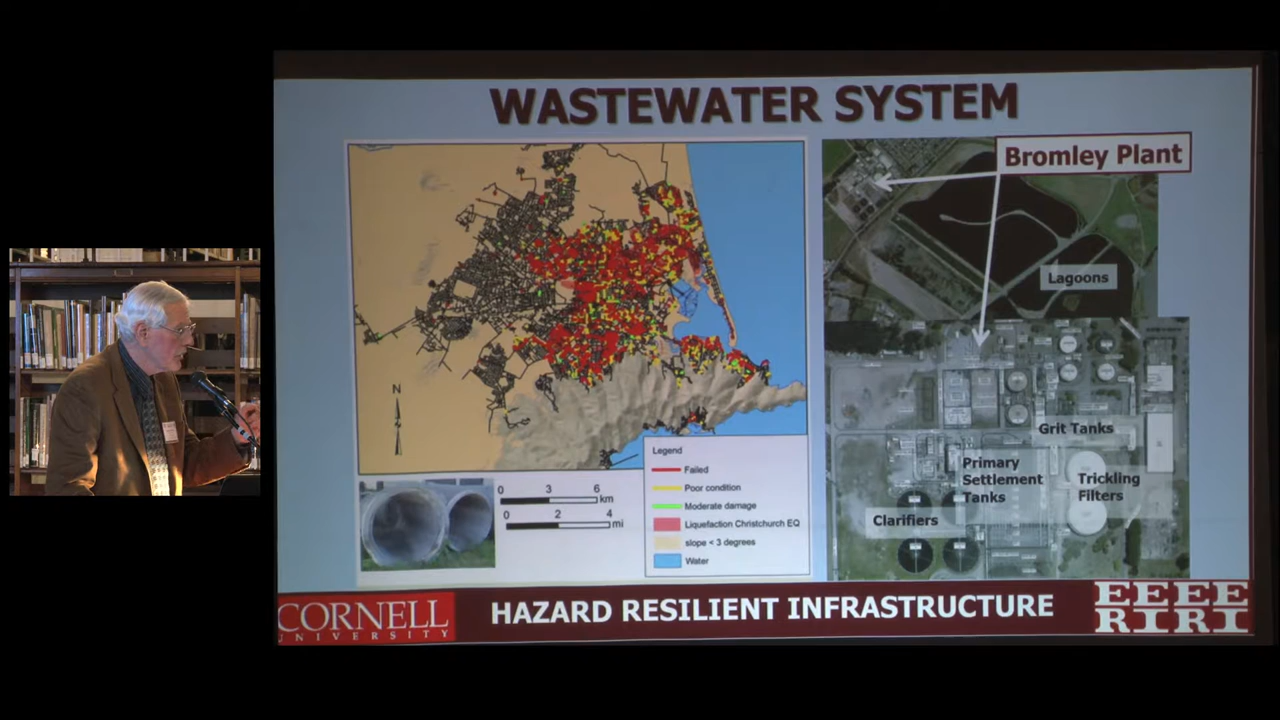 WASTEWATER SYSTEM
Bromley Plant
Lagoons
Grit Tanks
Primary
Settlement
Tanks
Trickling
Filters
Clarifiers
N
Legend
Failed
Poor condition
Moderate damage
Liquefaction Christchurch EQ
slope < 3 degrees
Water
0 3 6
km
0 2 4
mi
CORNELL
UNIVERSITY
HAZARD RESILIENT INFRASTRUCTURE
EEEE
RIRI